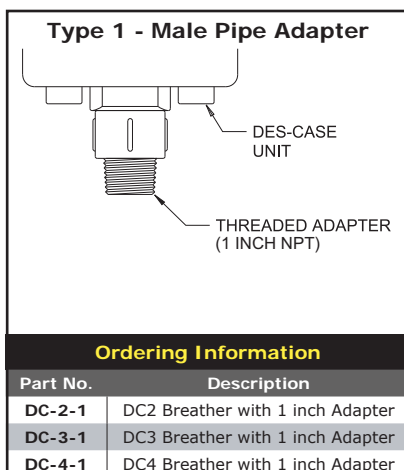 Type 1 - Male Pipe Adapter
DES-CASE
UNIT
THREADED ADAPTER
(1 INCH NPT)
Ordering Information
Part No. Description
DC-2-1 DC2 Breather with 1 inch Adapter
DC-3-1 DC3 Breather with 1 inch Adapter
DC-4-1 DC4 Breather with 1 inch Adapter